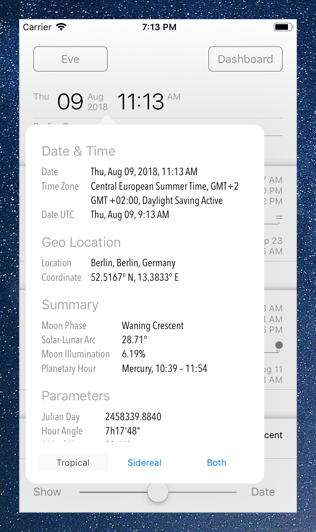 Carrier 7:13 PM
Eve Dashboard
Thu 09 Aug 2018 11:13 AM
Date & Time
Date Thu, Aug 09, 2018, 11:13 AM
Time Zone Central European Summer Time, GMT+2
GMT +02:00, Daylight Saving Active
Date UTC Thu, Aug 09, 9:13 AM
Geo Location
Location Berlin, Berlin, Germany
Coordinate 52.5167° N, 13.3833° E
Summary
Moon Phase Waning Crescent
Solar-Lunar Arc 28.71°
Moon Illumination 6.19%
Planetary Hour Mercury, 10:39 – 11:54
Parameters
Julian Day 2458339.8840
Hour Angle 7h17'48"
Tropical Sidereal Both
Show Date